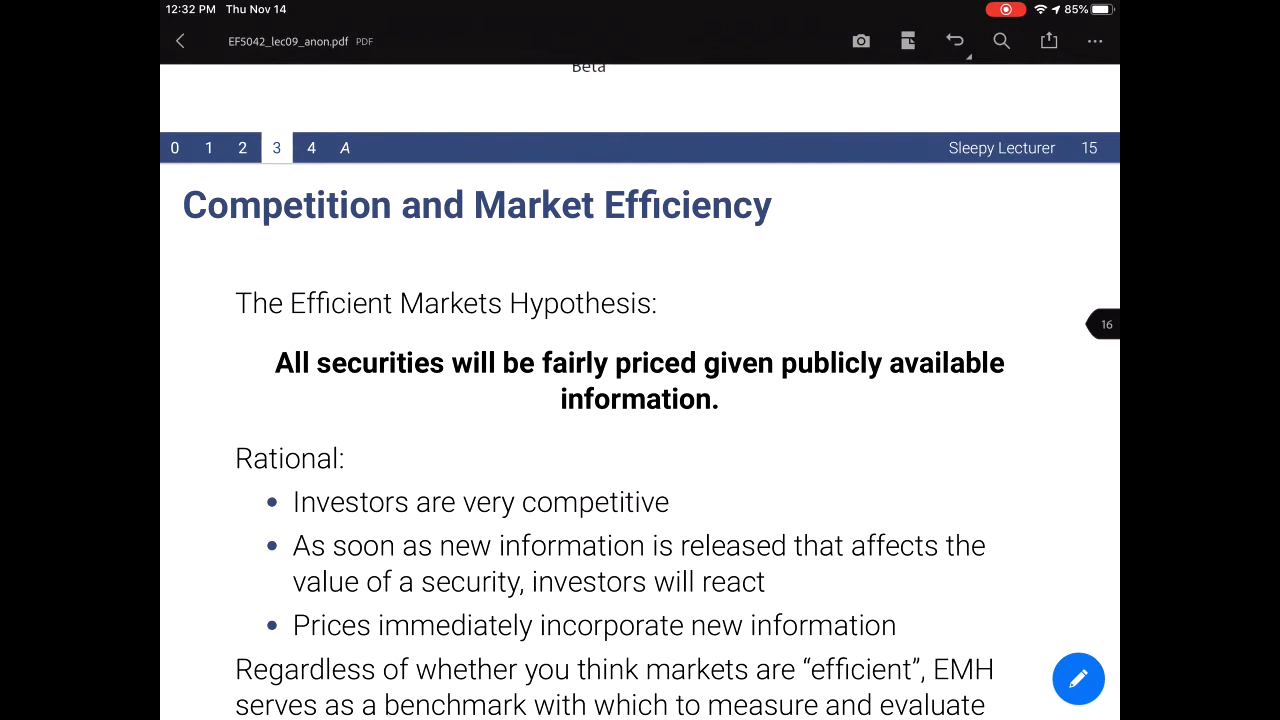 12:32 PM Thu Nov 14 85%
EF5042_lec09_anon.pdf PDF
Beta
0 1 2 3 4 A Sleepy Lecturer 15
Competition and Market Efficiency
The Efficient Markets Hypothesis:
16
All securities will be fairly priced given publicly available
information.
Rational:
• Investors are very competitive
• As soon as new information is released that affects the
value of a security, investors will react
• Prices immediately incorporate new information
Regardless of whether you think markets are “efficient”, EMH
serves as a benchmark with which to measure and evaluate